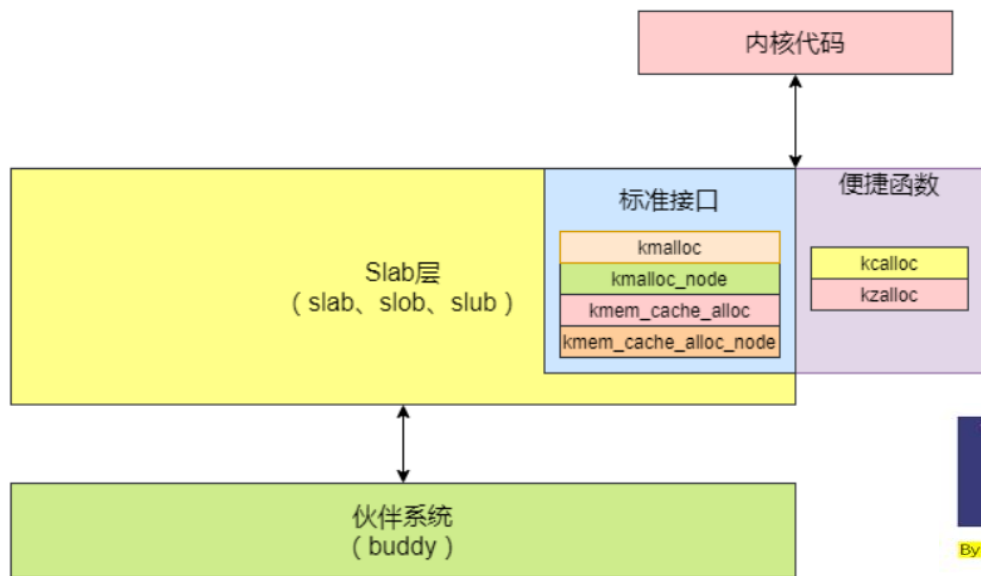 内核代码
标准接口
便捷函数
kmalloc
kmalloc_node
kmem_cache_alloc
kmem_cache_alloc_node
kcalloc
kzalloc
Slab层
（slab、slob、slub）
伙伴系统
（buddy）
By